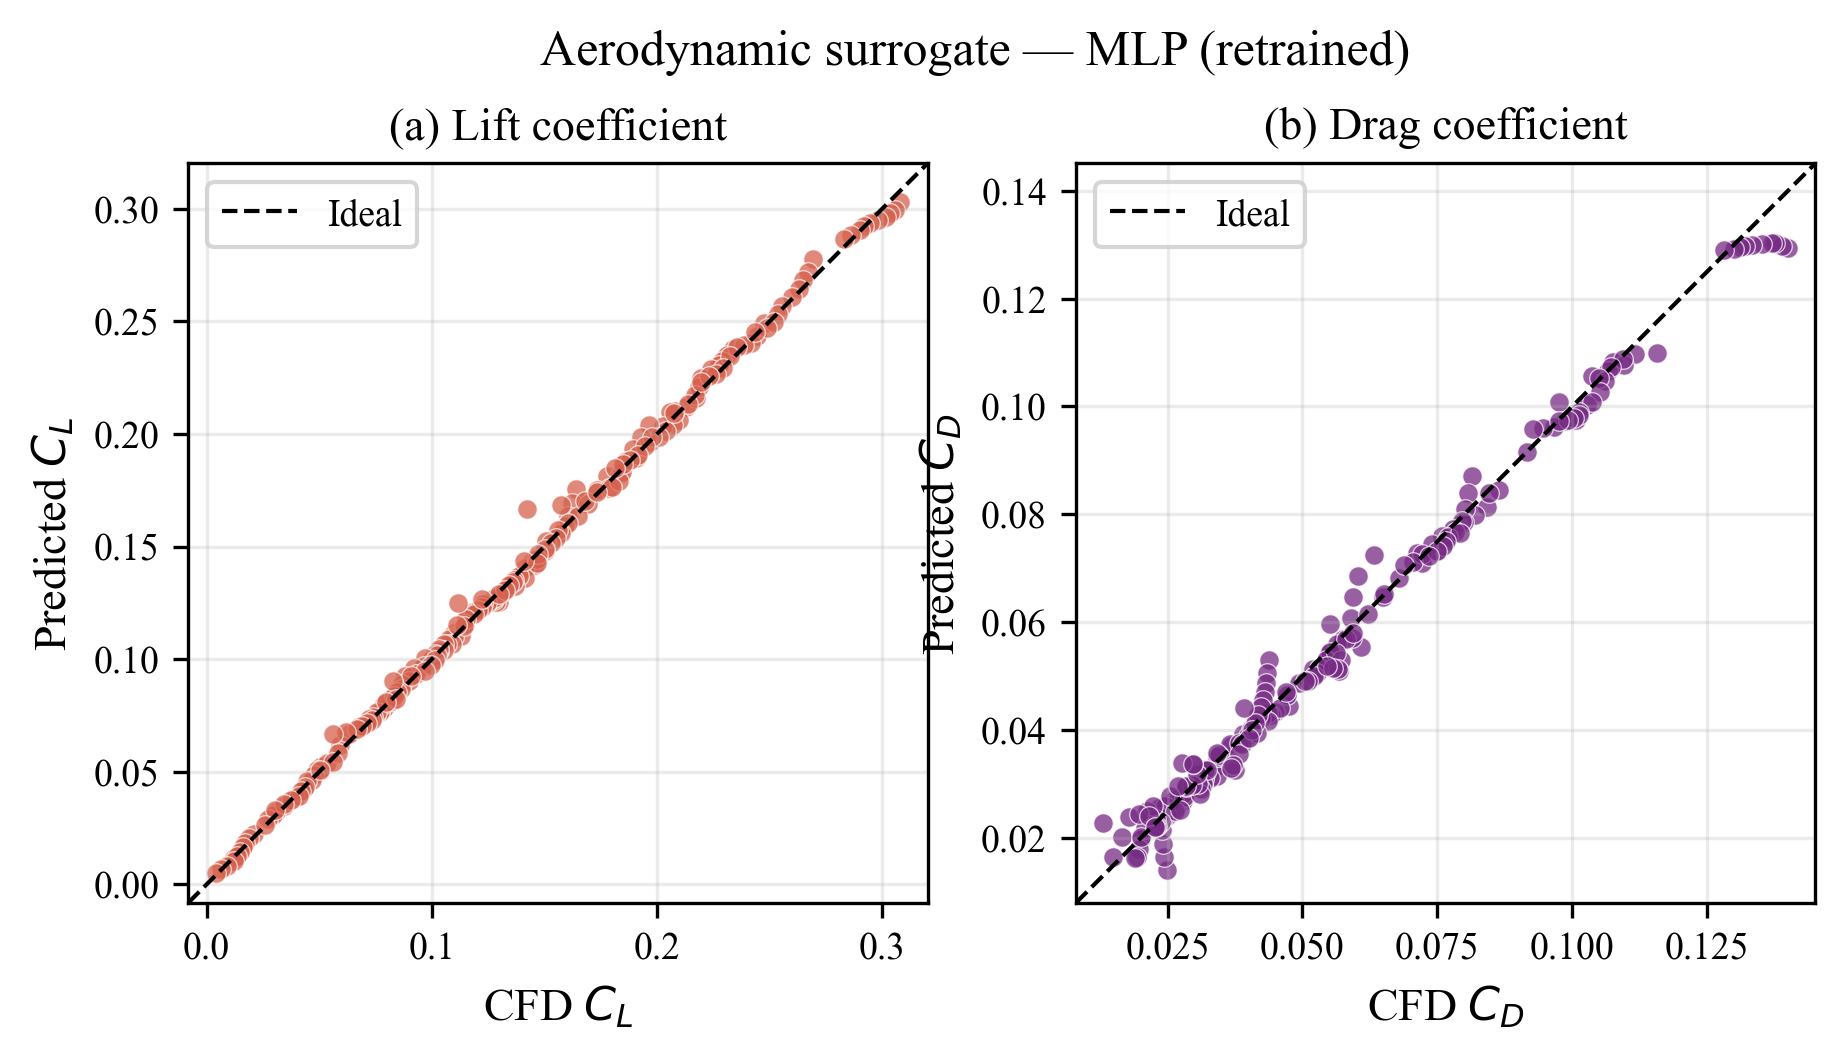 Aerodynamic surrogate — MLP (retrained)
(a) Lift coefficient
Ideal
Predicted C_L
0.30
0.25
0.20
0.15
0.10
0.05
0.00
0.0 0.1 0.2 0.3
CFD C_L
(b) Drag coefficient
Ideal
Predicted C_D
0.14
0.12
0.10
0.08
0.06
0.04
0.02
0.025 0.050 0.075 0.100 0.125
CFD C_D